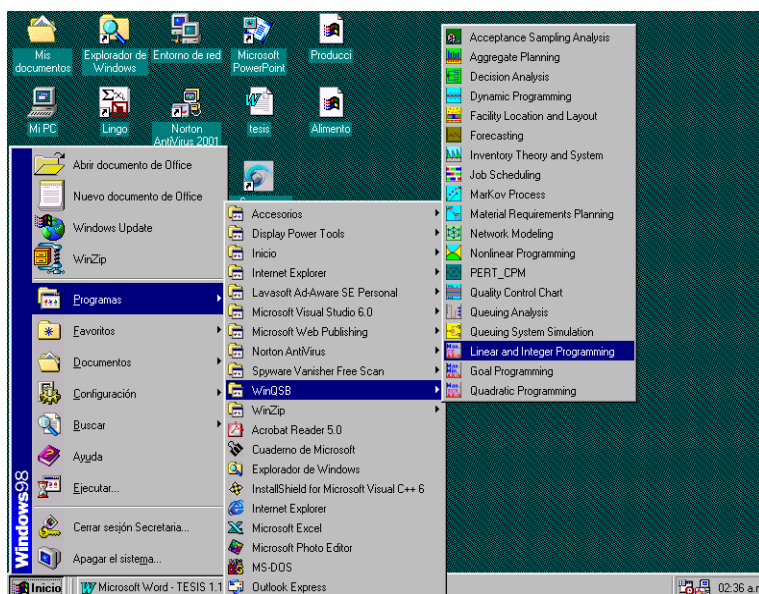 Mis documentos
Explorador de Windows
Entorno de red
Microsoft PowerPoint
Producci
Mi PC
Lingo
Norton AntiVirus 2001
tesis
Alimento
Windows98
Abrir documento de Office
Nuevo documento de Office
Windows Update
WinZip
Programas
Favoritos
Documentos
Configuración
Buscar
Ayuda
Ejecutar...
Cerrar sesión Secretaria...
Apagar el sistema...
Accesorios
Display Power Tools
Inicio
Internet Explorer
Lavasoft Ad-Aware SE Personal
Microsoft Visual Studio 6.0
Microsoft Web Publishing
Norton AntiVirus
Spyware Vanisher Free Scan
WinQSB
WinZip
Acrobat Reader 5.0
Cuaderno de Microsoft
Explorador de Windows
InstallShield for Microsoft Visual C++ 6
Internet Explorer
Microsoft Excel
Microsoft Photo Editor
MS-DOS
Outlook Express
Acceptance Sampling Analysis
Aggregate Planning
Decision Analysis
Dynamic Programming
Facility Location and Layout
Forecasting
Inventory Theory and System
Job Scheduling
MarKov Process
Material Requirements Planning
Network Modeling
Nonlinear Programming
PERT_CPM
Quality Control Chart
Queuing Analysis
Queuing System Simulation
Linear and Integer Programming
Goal Programming
Quadratic Programming
Inicio
Microsoft Word - TESIS 1.1
02:36 a.m